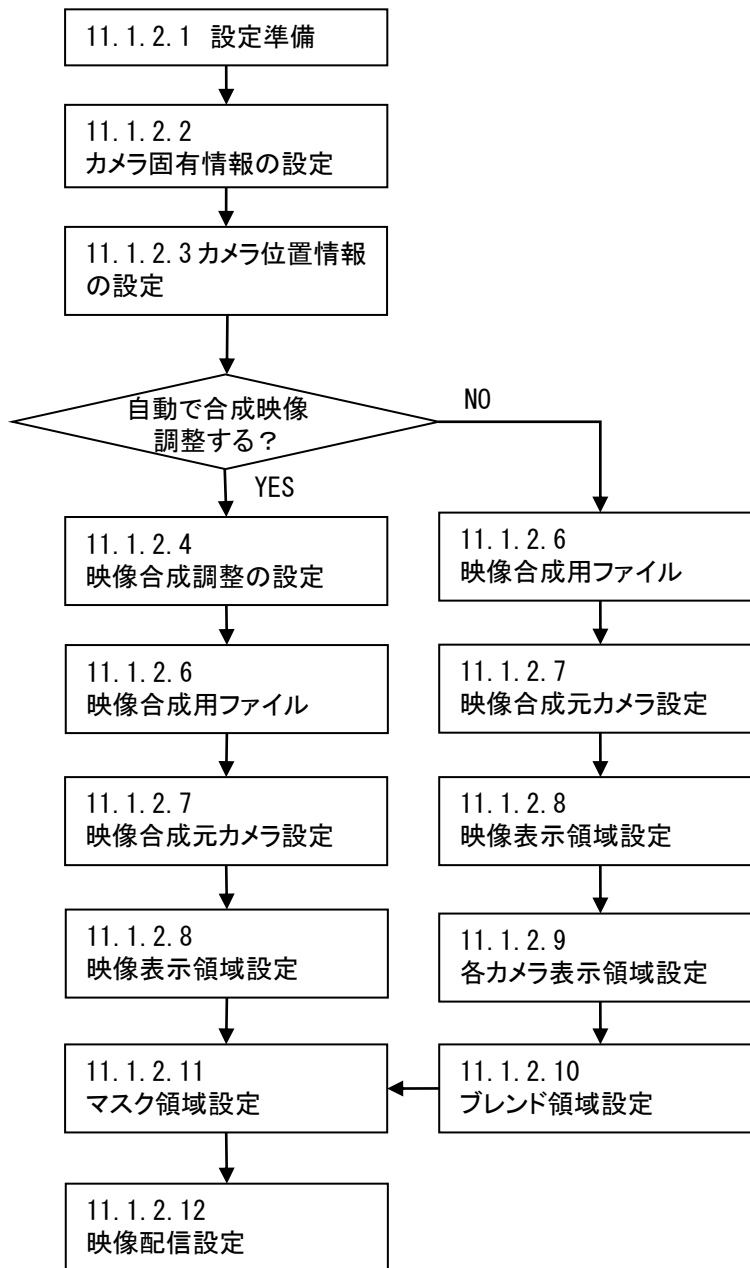 11.1.2.1 設定準備
11.1.2.2
カメラ固有情報の設定
11.1.2.3カメラ位置情報
の設定
自動で合成映像
調整する？
NO
YES
11.1.2.4
映像合成調整の設定
11.1.2.6
映像合成用ファイル
11.1.2.7
映像合成元カメラ設定
11.1.2.8
映像表示領域設定
11.1.2.6
映像合成用ファイル
11.1.2.7
映像合成元カメラ設定
11.1.2.8
映像表示領域設定
11.1.2.9
各カメラ表示領域設定
11.1.2.10
ブレンド領域設定
11.1.2.11
マスク領域設定
11.1.2.12
映像配信設定